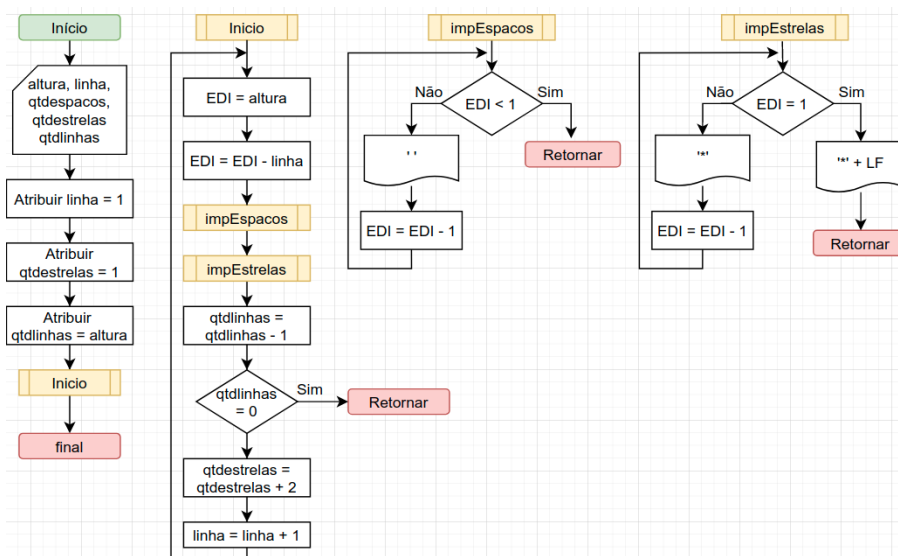 Início
altura, linha,
qtdespacos,
qtdestrelas
qtdlinhas
Atribuir linha = 1
Atribuir
qtdestrelas = 1
Atribuir
qtdlinhas = altura
Inicio
final
Inicio
EDI = altura
EDI = EDI - linha
impEspacos
impEstrelas
qtdlinhas =
qtdlinhas - 1
qtdlinhas
= 0
Sim
Retornar
qtdestrelas =
qtdestrelas + 2
linha = linha + 1
impEspacos
EDI < 1
Não
Sim
' '
Retornar
EDI = EDI - 1
impEstrelas
EDI = 1
Não
Sim
'*'
'*' + LF
EDI = EDI - 1
Retornar